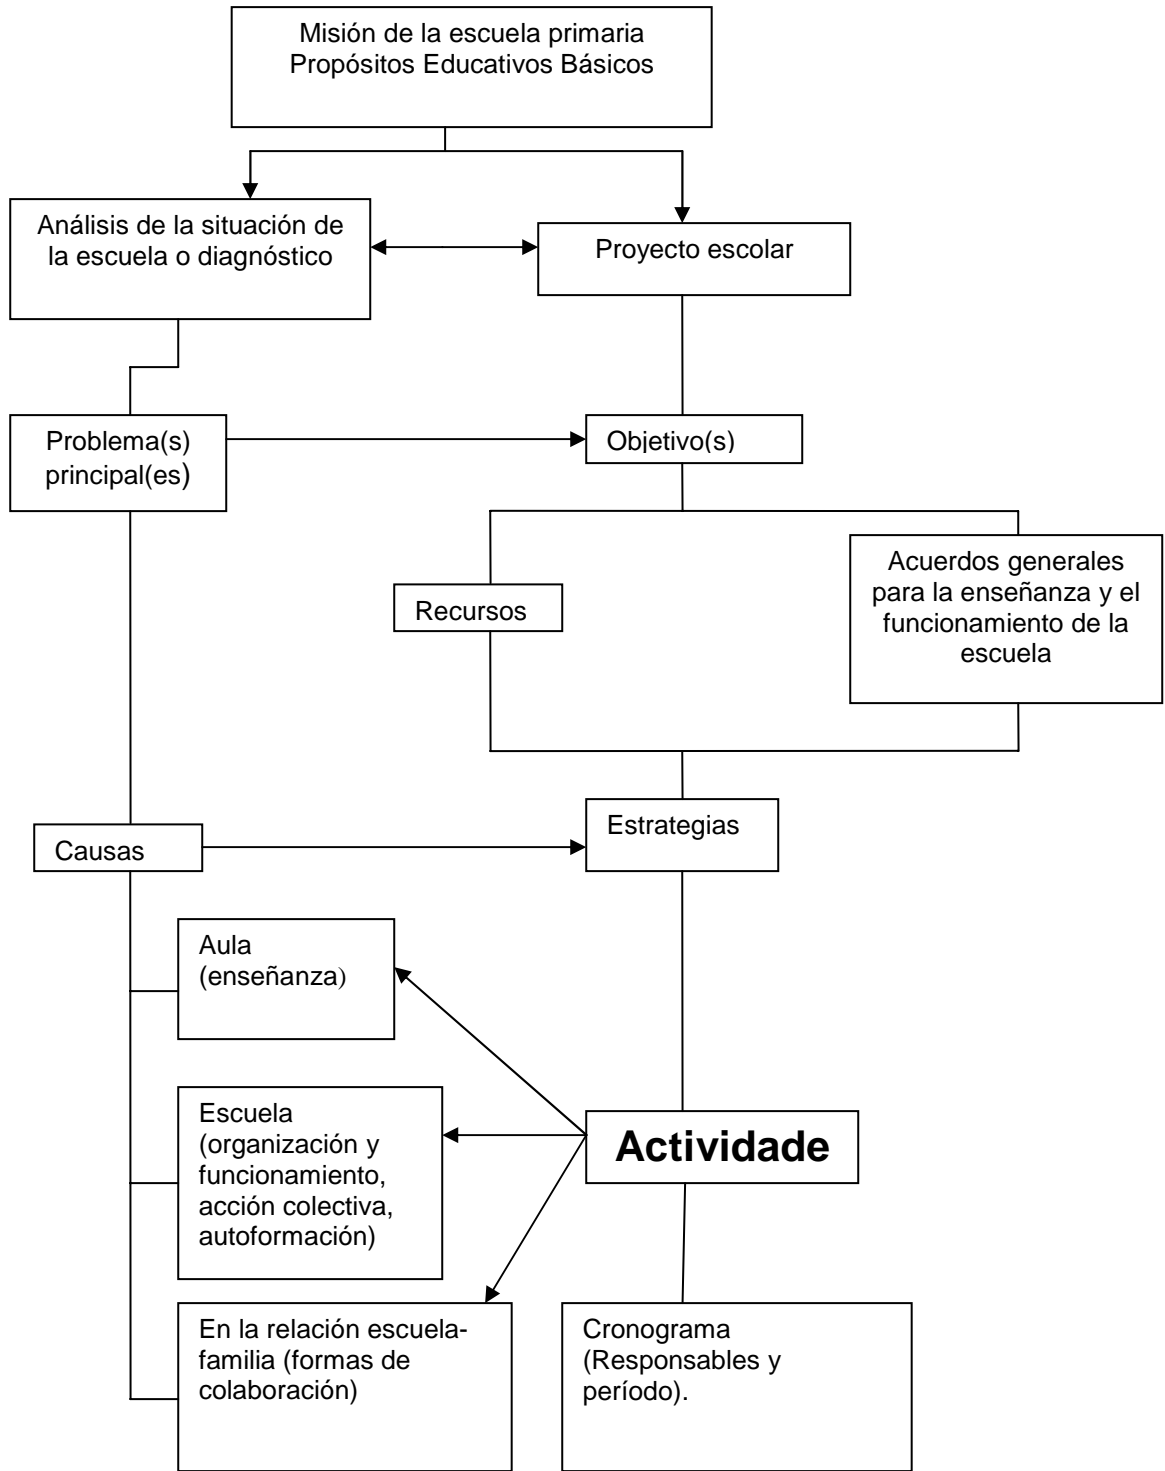 Misión de la escuela primaria
Propósitos Educativos Básicos
Análisis de la situación de
la escuela o diagnóstico
Proyecto escolar
Problema(s)
principal(es)
Objetivo(s)
Recursos
Acuerdos generales
para la enseñanza y el
funcionamiento de la
escuela
Causas
Estrategias
Aula
(enseñanza)
Escuela
(organización y
funcionamiento,
acción colectiva,
autoformación)
Actividade
En la relación escuela-
familia (formas de
colaboración)
Cronograma
(Responsables y
período).